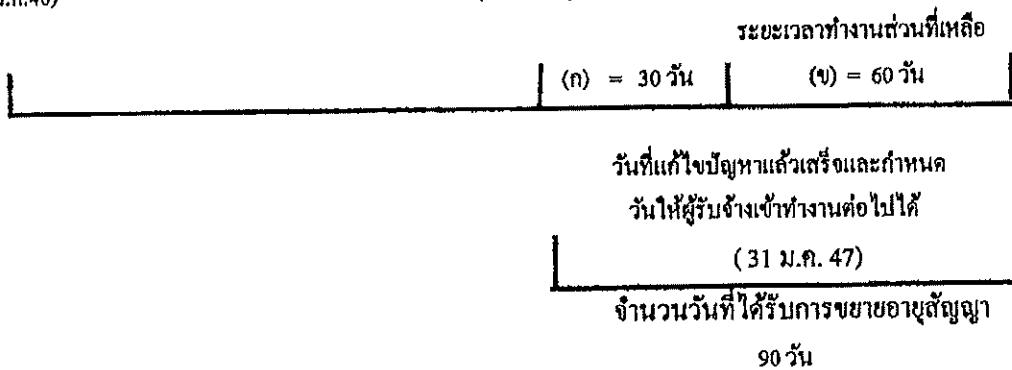 ระยะเวลาทำงานส่วนที่เหลือ
(ก) = 30 วัน (ข) = 60 วัน
วันที่แก้ไขปัญหาแล้วเสร็จและกำหนด
วันให้ผู้รับจ้างเข้าทำงานต่อไปได้
( 31 ม.ค. 47)
จำนวนวันที่ได้รับการขยายอายุสัญญา
90 วัน